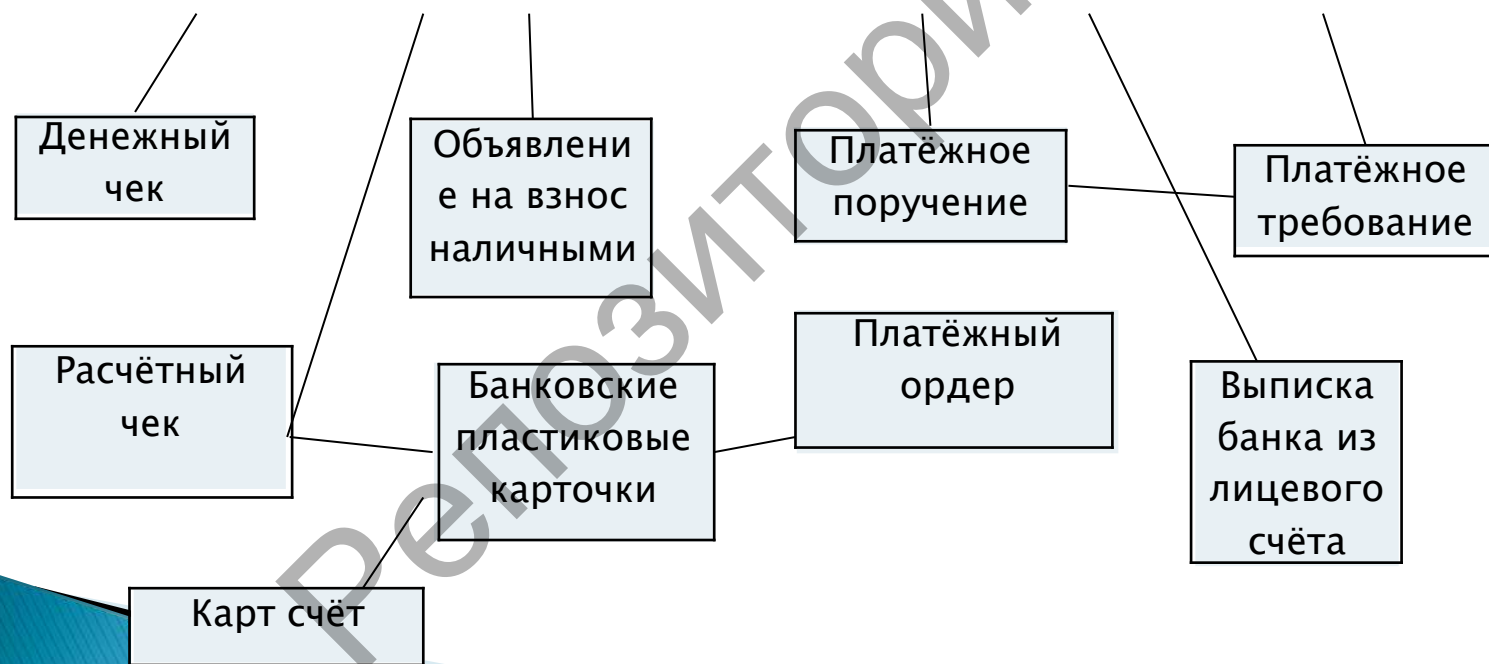 Денежный
чек
Объявлени
е на взнос
наличными
Платёжное
поручение
Платёжное
требование
Расчётный
чек
Банковские
пластиковые
карточки
Платёжный
ордер
Выписка
банка из
лицевого
счёта
Карт счёт
Репозитори